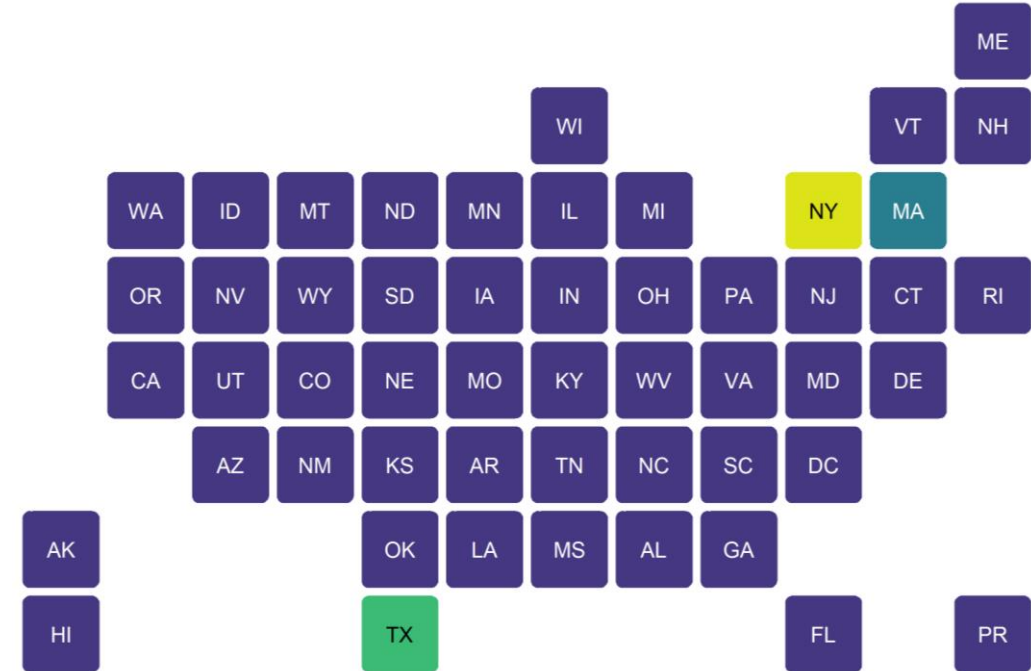 ME
WI VT NH
WA ID MT ND MN IL MI NY MA
OR NV WY SD IA IN OH PA NJ CT RI
CA UT CO NE MO KY WV VA MD DE
AZ NM KS AR TN NC SC DC
AK OK LA MS AL GA
HI TX FL PR